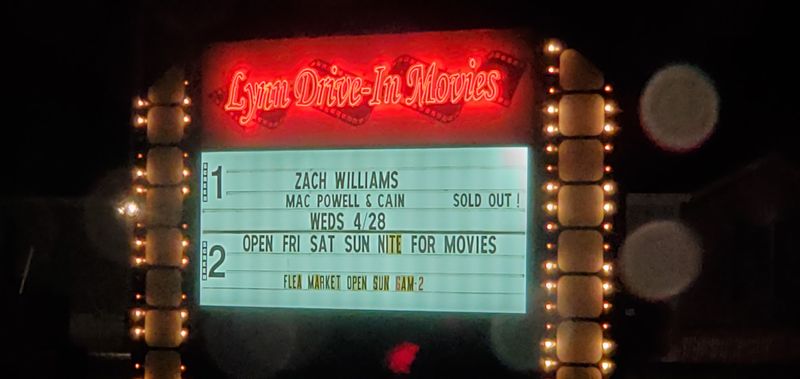 Lynn Drive-In Movies
1
ZACH WILLIAMS
MAC POWELL & CAIN SOLD OUT!
WEDS 4/28
2
OPEN FRI SAT SUN NITE FOR MOVIES
FLEA MARKET OPEN SUN 8AM-2